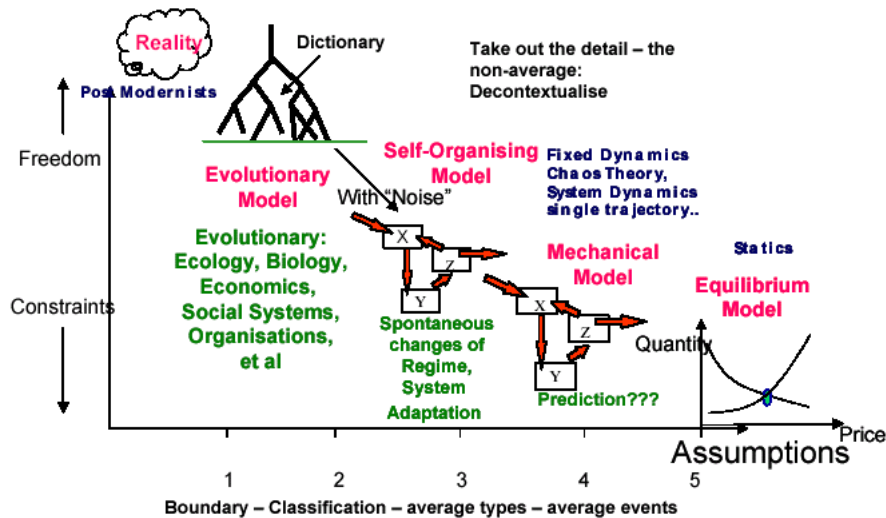 Reality
Dictionary
Take out the detail – the
non-average:
Decontextualise
Post Modernists
Freedom
Constraints
Evolutionary
Model
Evolutionary:
Ecology, Biology,
Economics,
Social Systems,
Organisations,
et al
Self-Organising
Model
With “Noise”
X
Z
Y
Spontaneous
changes of
Regime,
System
Adaptation
Fixed Dynamics
Chaos Theory,
System Dynamics
single trajectory..
Mechanical
Model
X
Z
Y
Prediction???
Statics
Equilibrium
Model
Quantity
Price
Assumptions
1 2 3 4 5
Boundary – Classification – average types – average events